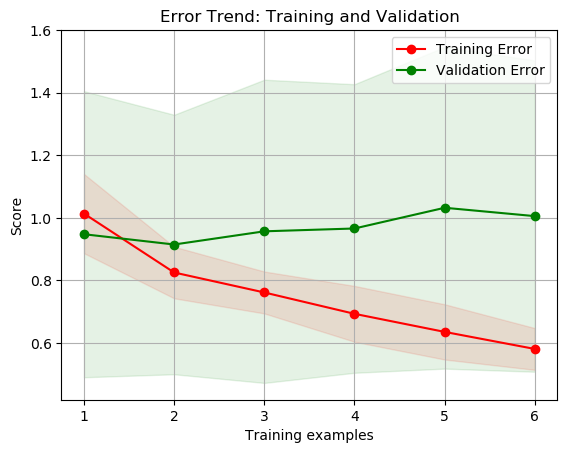 Error Trend: Training and Validation
1.6
1.4
1.2
1.0
0.8
0.6
Score
Training Error
Validation Error
1 2 3 4 5 6
Training examples